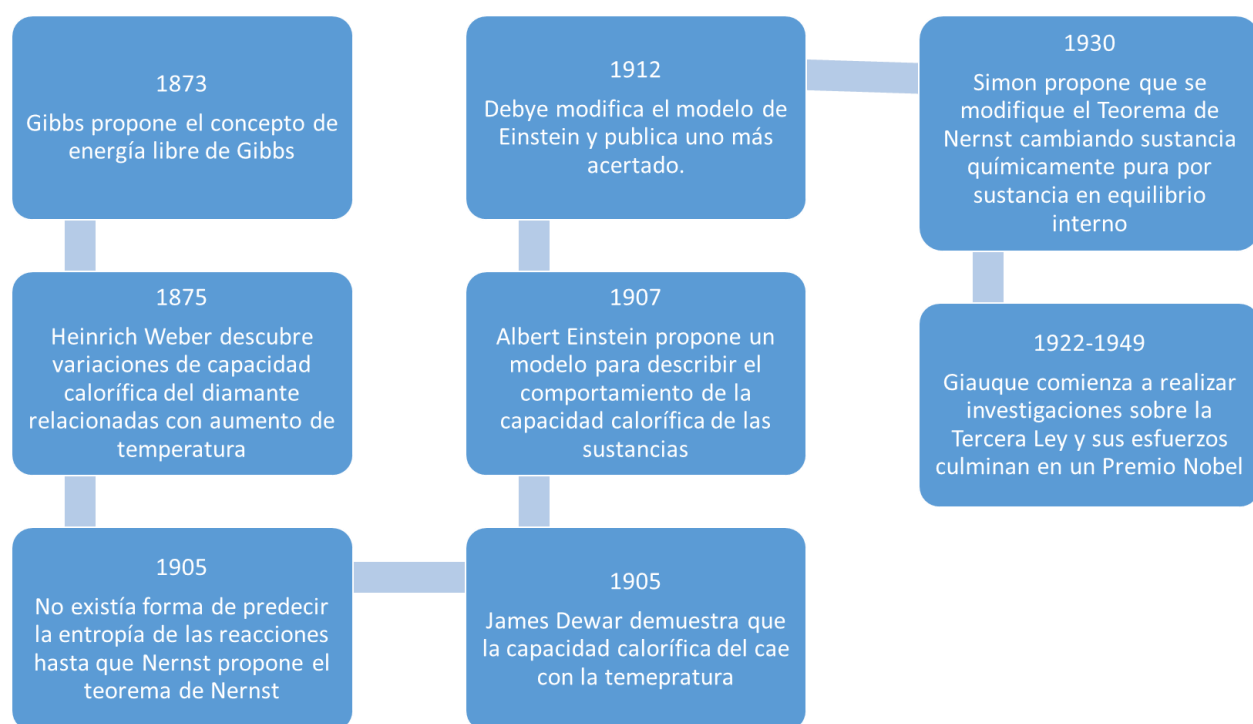 1873
Gibbs propone el concepto de
energía libre de Gibbs
1875
Heinrich Weber descubre
variaciones de capacidad
calorífica del diamante
relacionadas con aumento de
temperatura
1905
No existía forma de predecir
la entropía de las reacciones
hasta que Nernst propone el
teorema de Nernst
1905
James Dewar demuestra que
la capacidad calorífica del cae
con la temepratura
1907
Albert Einstein propone un
modelo para describir el
comportamiento de la
capacidad calorífica de las
sustancias
1912
Debye modifica el modelo de
Einstein y publica uno más
acertado.
1930
Simon propone que se
modifique el Teorema de
Nernst cambiando sustancia
químicamente pura por
sustancia en equilibrio
interno
1922-1949
Giauque comienza a realizar
investigaciones sobre la
Tercera Ley y sus esfuerzos
culminan en un Premio Nobel